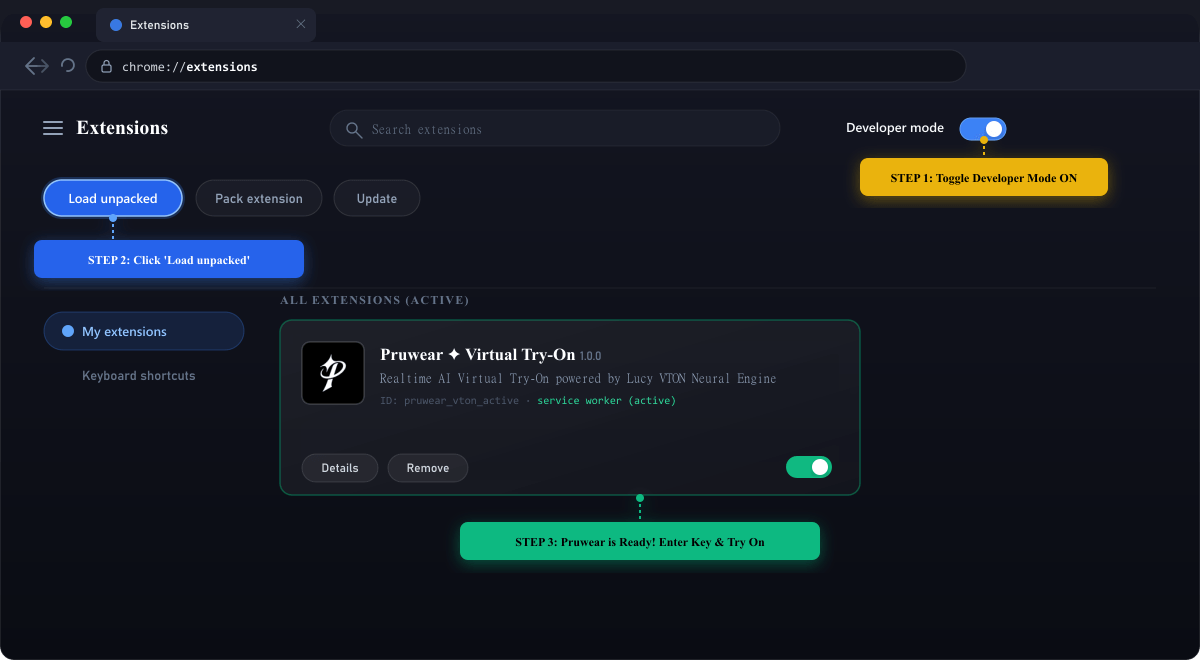 Extensions
chrome://extensions
Extensions
Search extensions
Developer mode
STEP 1: Toggle Developer Mode ON
Load unpacked
Pack extension
Update
STEP 2: Click 'Load unpacked'
ALL EXTENSIONS (ACTIVE)
My extensions
Keyboard shortcuts
Pruwear ✦ Virtual Try-On 1.0.0
Realtime AI Virtual Try-On powered by Lucy VTON Neural Engine
ID: pruwear_vton_active · service worker (active)
Details
Remove
STEP 3: Pruwear is Ready! Enter Key & Try On